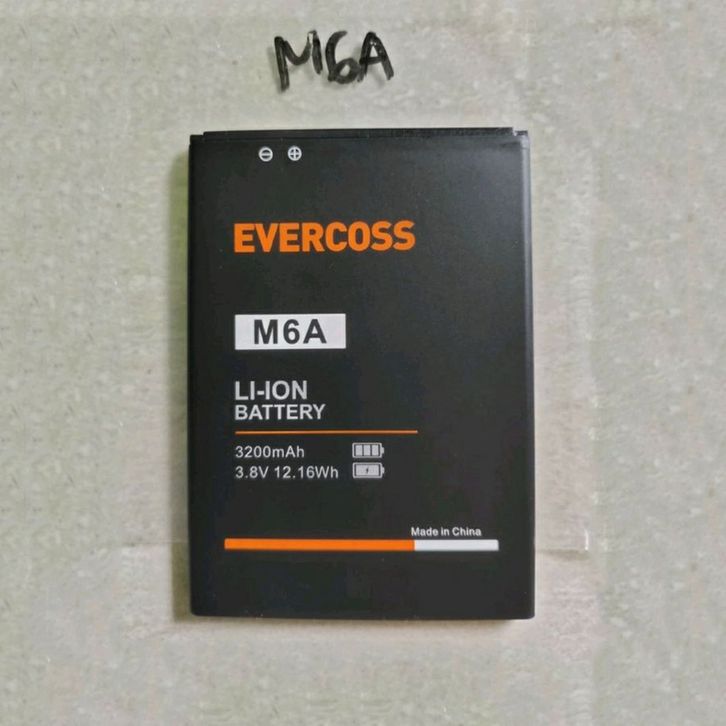 M6A
EVERCOSS
M6A
LI-ION
BATTERY
3200mAh
3.8V 12.16Wh
Made in China